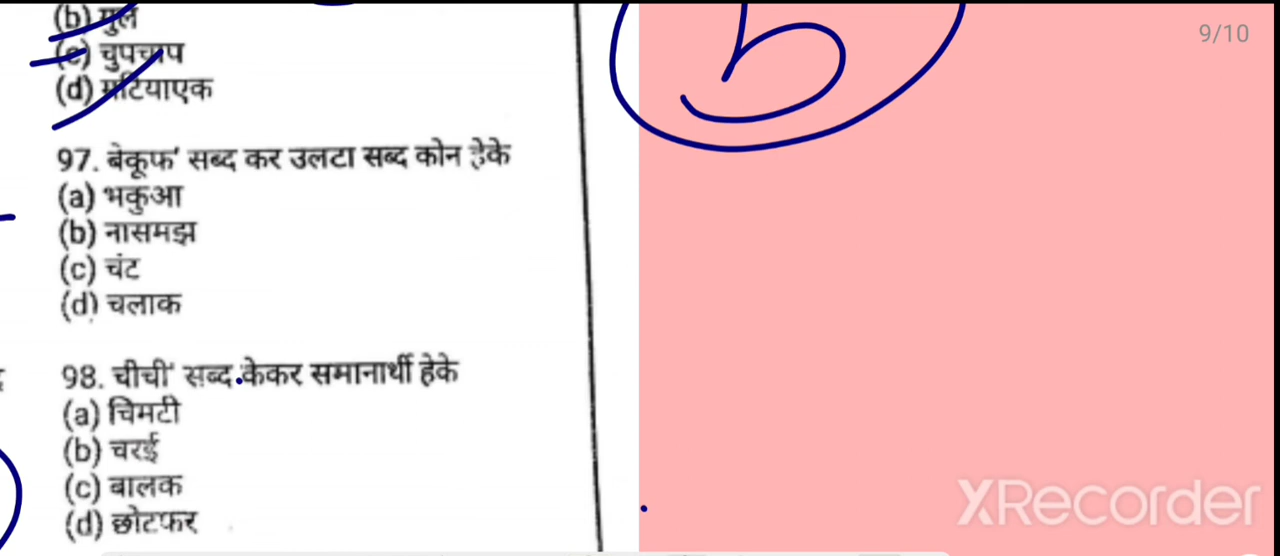 (b) गुल
(c) चुपचाप
(d) मटियाएक
97. बेकूफ' सब्द कर उलटा सब्द कोन हेके
(a) भकुआ
(b) नासमझ
(c) चंट
(d) चलाक
98. चीची' सब्द केकर समानार्थी हेके
(a) चिमटी
(b) चरई
(c) बालक
(d) छोटफर
9/10
XRecorder